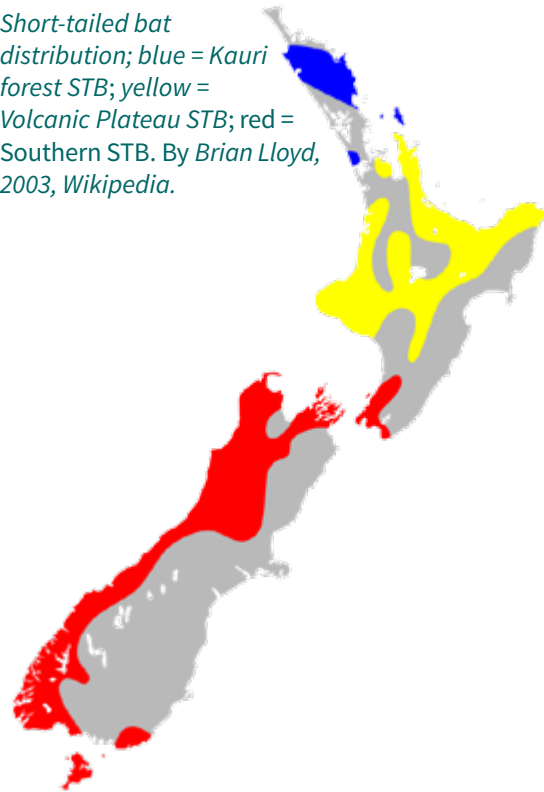 Short-tailed bat
distribution; blue = Kauri
forest STB; yellow =
Volcanic Plateau STB; red =
Southern STB. By Brian Lloyd,
2003, Wikipedia.